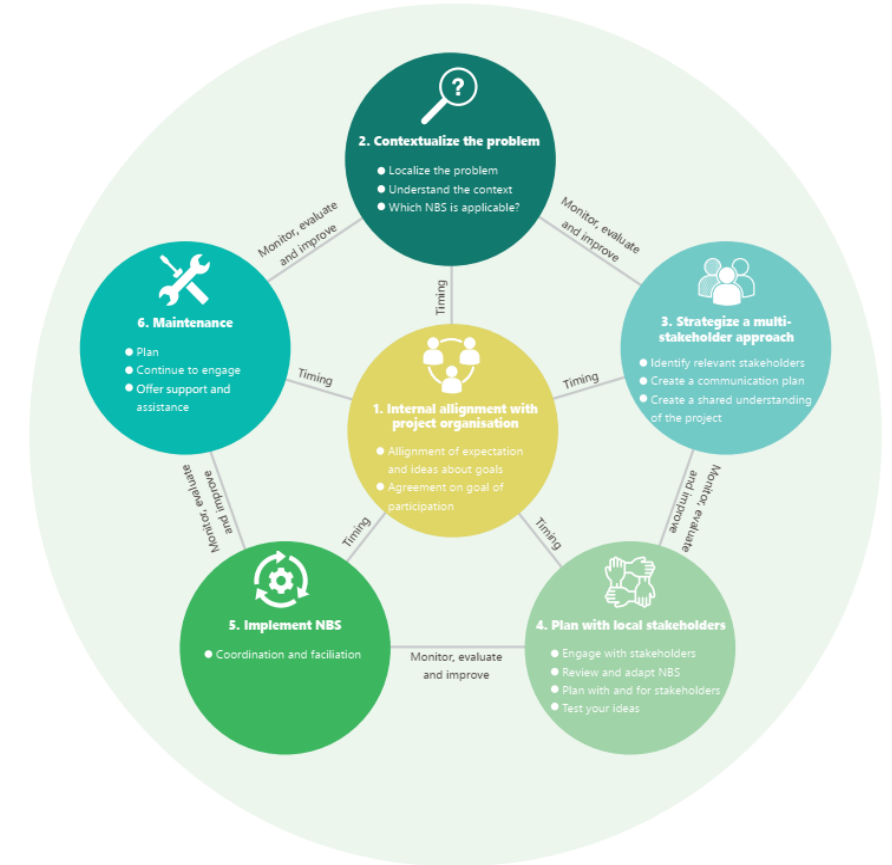 ?
2. Contextualize the problem
Localize the problem
Understand the context
Which NBS is applicable?
Monitor, evaluate
and improve
Monitor, evaluate
and improve
Timing
6. Maintenance
Plan
Continue to engage
Offer support and
assistance
3. Strategize a multi-
stakeholder approach
Identify relevant stakeholders
Create a communication plan
Create a shared understanding
of the project
Timing
Timing
1. Internal allignment with
project organisation
Allignment of expectation
and ideas about goals
Agreement on goal of
participation
Monitor, evaluate
and improve
Monitor, evaluate
and improve
Timing
Timing
5. Implement NBS
Coordination and faciliation
Monitor, evaluate
and improve
4. Plan with local stakeholders
Engage with stakeholders
Review and adapt NBS
Plan with and for stakeholders
Test your ideas